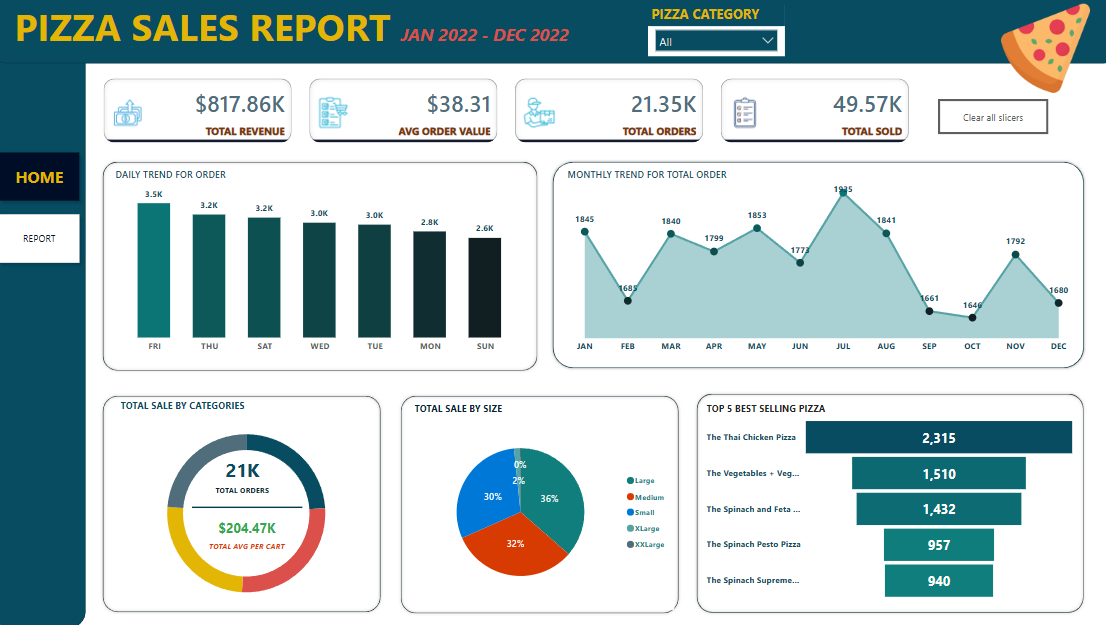 PIZZA SALES REPORT JAN 2022 - DEC 2022
PIZZA CATEGORY
All
$817.86K
TOTAL REVENUE
$38.31
AVG ORDER VALUE
21.35K
TOTAL ORDERS
49.57K
TOTAL SOLD
Clear all slicers
HOME
REPORT
DAILY TREND FOR ORDER
3.5K
3.2K
3.2K
3.0K
3.0K
2.8K
2.6K
FRI
THU
SAT
WED
TUE
MON
SUN
MONTHLY TREND FOR TOTAL ORDER
1845
1685
1840
1799
1853
1773
1935
1841
1661
1646
1792
1680
JAN
FEB
MAR
APR
MAY
JUN
JUL
AUG
SEP
OCT
NOV
DEC
TOTAL SALE BY CATEGORIES
21K
TOTAL ORDERS
$204.47K
TOTAL AVG PER CART
TOTAL SALE BY SIZE
0%
2%
36%
30%
32%
Large
Medium
Small
XLarge
XXLarge
TOP 5 BEST SELLING PIZZA
The Thai Chicken Pizza 2,315
The Vegetables + Veg... 1,510
The Spinach and Feta ... 1,432
The Spinach Pesto Pizza 957
The Spinach Supreme... 940